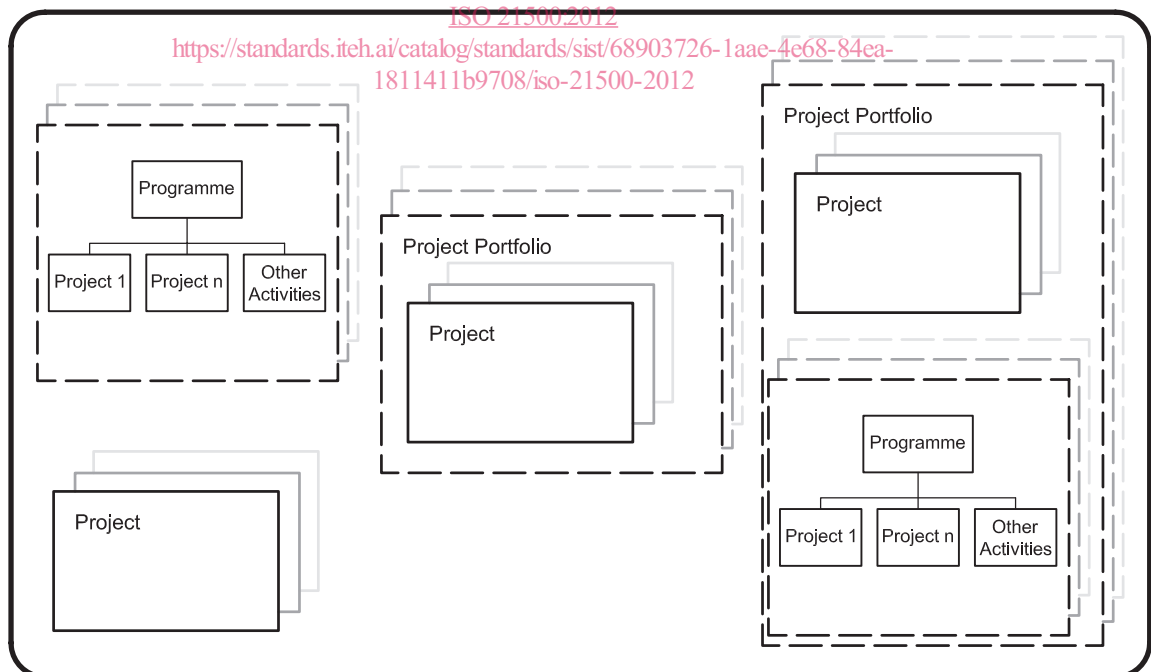 ISO 21500:2012
https://standards.iteh.ai/catalog/standards/sist/68903726-1aae-4e68-84ea-
1811411b9708/iso-21500-2012
Programme
Project 1
Project n
Other
Activities
Project
Project Portfolio
Project
Project Portfolio
Project
Programme
Project 1
Project n
Other
Activities